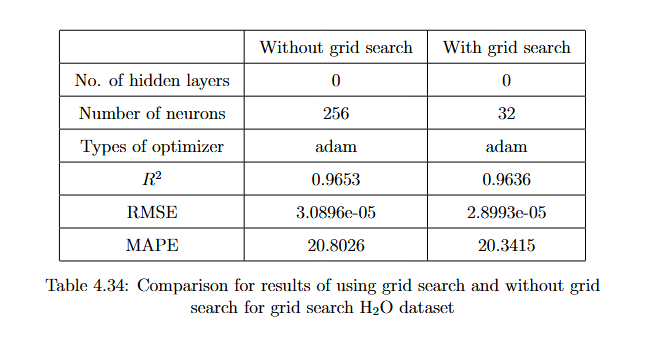 Without grid search With grid search
No. of hidden layers 0 0
Number of neurons 256 32
Types of optimizer adam adam
R² 0.9653 0.9636
RMSE 3.0896e-05 2.8993e-05
MAPE 20.8026 20.3415
Table 4.34: Comparison for results of using grid search and without grid
search for grid search H₂O dataset